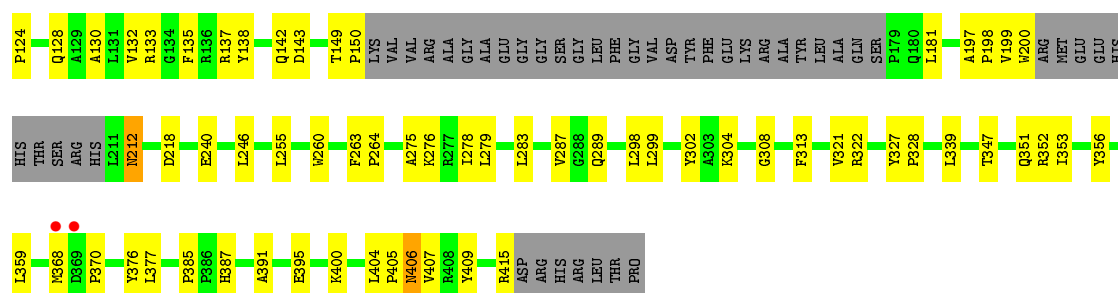 P124 Q128 A129 A130 L131 V132 R133 G134 F135 R136 R137 Y138 Q142 D143 T149 P150 LYS VAL VAL ARG ALA GLY ALA GLU GLY GLY SER GLY LEU PHE GLY VAL ASP TYR PHE GLU LYS ARG ALA TYR LEU ALA GLN SER P179 Q180 L181 A197 P198 V199 W200 ARG MET GLU GLU HIS
HIS THR SER ARG HIS L211 N212 D218 E240 L246 L255 W260 F263 P264 A275 K276 R277 I278 L279 L283 V287 G288 Q289 L298 L299 Y302 A303 K304 G308 F313 V321 R322 Y327 P328 L339 T347 Q351 R352 I353 Y356
L359 M368 D369 P370 Y376 L377 P385 P386 H387 A391 E395 K400 L404 P405 N406 V407 R408 Y409 R415 ASP ARG HIS ARG LEU THR PRO